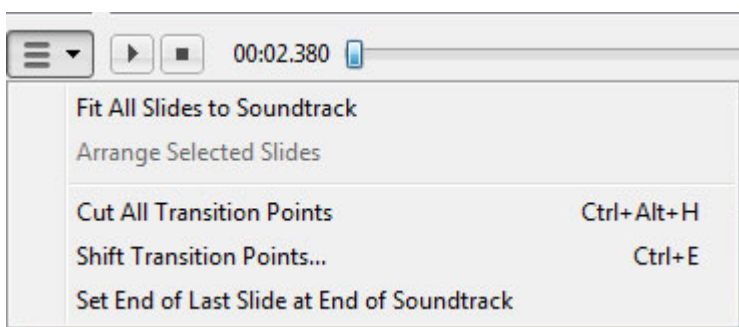 00:02.380
Fit All Slides to Soundtrack
Arrange Selected Slides
Cut All Transition Points Ctrl+Alt+H
Shift Transition Points... Ctrl+E
Set End of Last Slide at End of Soundtrack